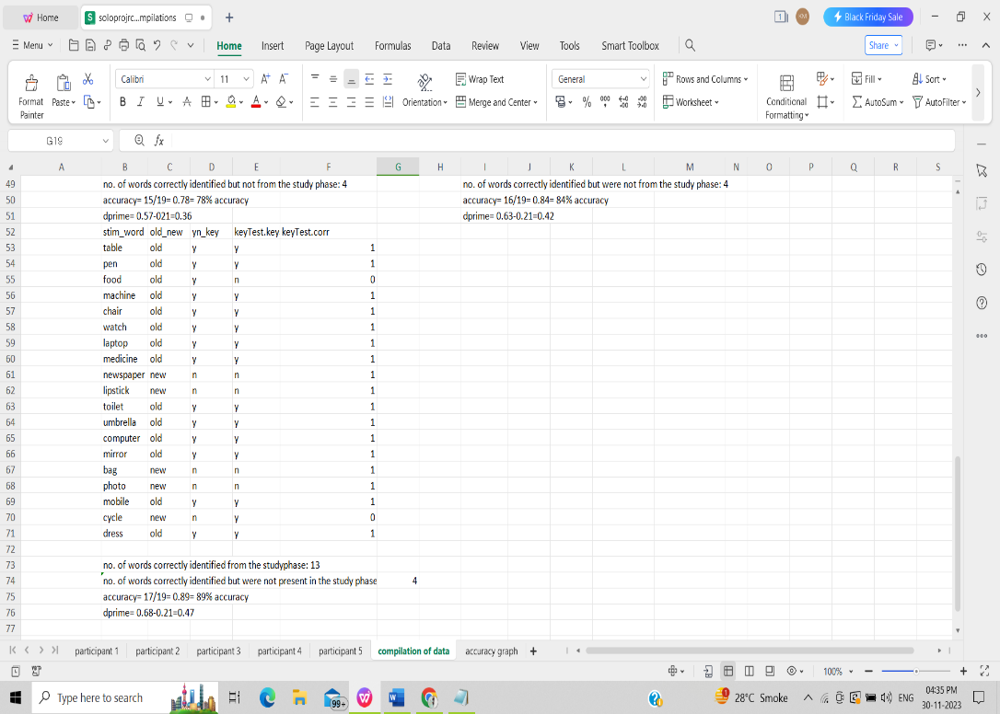 Home
S soloprojrc...mpilations
+
1
KM
Black Friday Sale
Menu
Home Insert Page Layout Formulas Data Review View Tools Smart Toolbox
Share
Format Painter
Paste
Calibri 11
A+ A-
B I U A A
Orientation
Wrap Text
Merge and Center
General
% 000
Rows and Columns
Worksheet
Conditional Formatting
Fill
AutoSum
Sort
AutoFilter
G19
fx
A B C D E F G H I J K L M N O P Q R S
49 no. of words correctly identified but not from the study phase: 4 no. of words correctly identified but were not from the study phase: 4
50 accuracy= 15/19= 0.78= 78% accuracy accuracy= 16/19= 0.84= 84% accuracy
51 dprime= 0.57-021=0.36 dprime= 0.63-0.21=0.42
52 stim_word old_new yn_key keyTest.key keyTest.corr
53 table old y y 1
54 pen old y y 1
55 food old y n 0
56 machine old y y 1
57 chair old y y 1
58 watch old y y 1
59 laptop old y y 1
60 medicine old y y 1
61 newspaper new n n 1
62 lipstick new n n 1
63 toilet old y y 1
64 umbrella old y y 1
65 computer old y y 1
66 mirror old y y 1
67 bag new n n 1
68 photo new n n 1
69 mobile old y y 1
70 cycle new n y 0
71 dress old y y 1
72
73 no. of words correctly identified from the studyphase: 13
74 no. of words correctly identified but were not present in the study phase 4
75 accuracy= 17/19= 0.89= 89% accuracy
76 dprime= 0.68-0.21=0.47
77
participant 1 participant 2 participant 3 participant 4 participant 5 compilation of data accuracy graph +
100%
Type here to search
99+
28°C Smoke
ENG
04:35 PM
30-11-2023